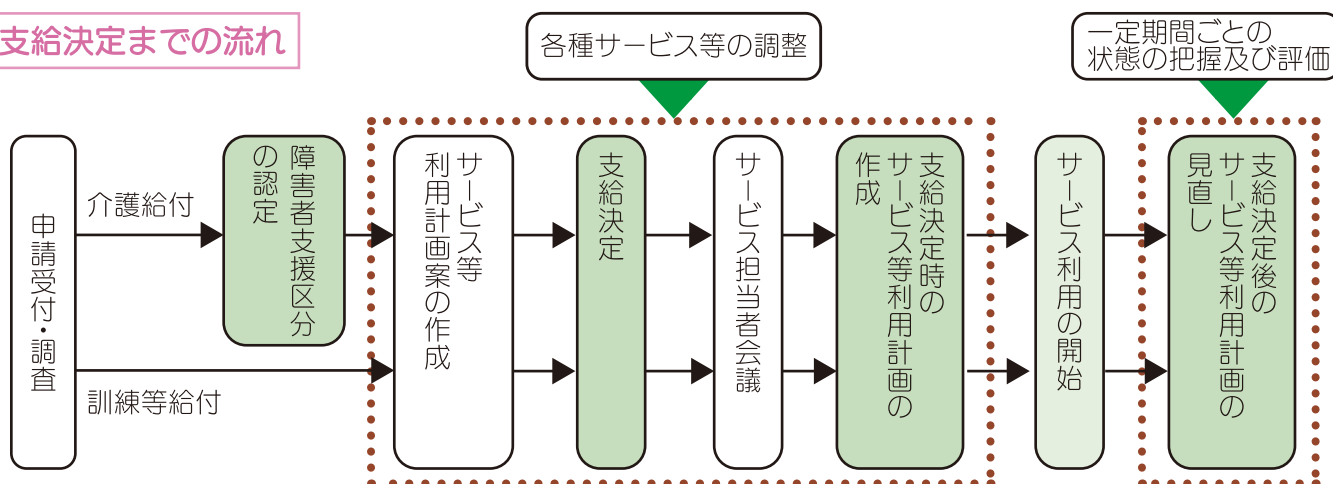 支給決定までの流れ
各種サービス等の調整
一定期間ごとの
状態の把握及び評価
申請受付・調査
介護給付
訓練等給付
障害者支援区分
の認定
サービス等
利用計画案の作成
支給決定
サービス担当者会議
支給決定時の
サービス等利用計画の
作成
サービス利用の開始
支給決定後の
サービス等利用計画の
見直し